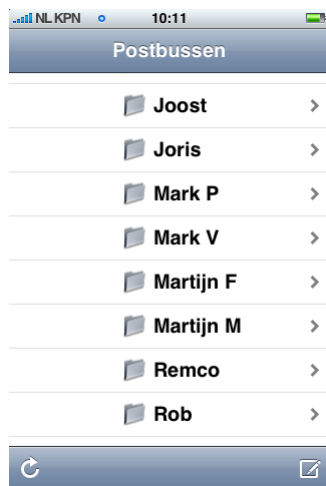 NL KPN 10:11
Postbussen
Joost
Joris
Mark P
Mark V
Martijn F
Martijn M
Remco
Rob